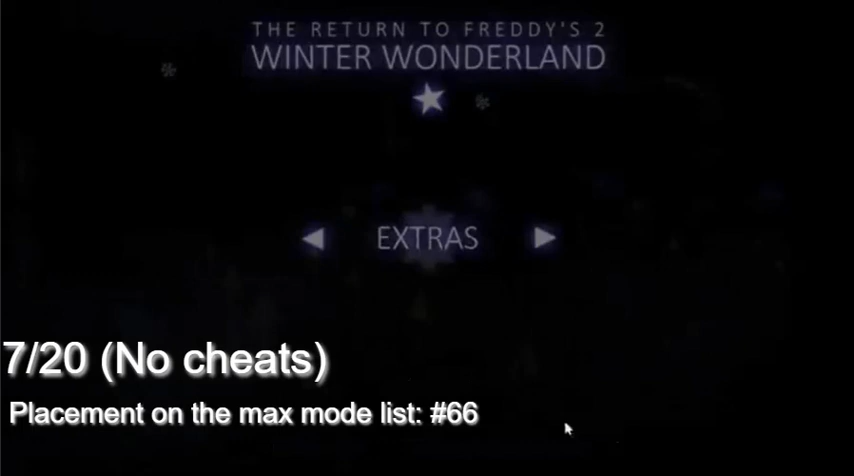 THE RETURN TO FREDDY'S 2
WINTER WONDERLAND
EXTRAS
7/20 (No cheats)
Placement on the max mode list: #66